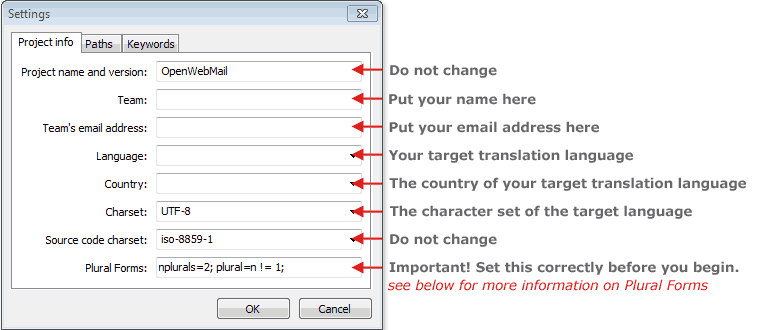 Settings
Project info Paths Keywords
Project name and version: OpenWebMail Do not change
Team: Put your name here
Team's email address: Put your email address here
Language: Your target translation language
Country: The country of your target translation language
Charset: UTF-8 The character set of the target language
Source code charset: iso-8859-1 Do not change
Plural Forms: nplurals=2; plural=n != 1; Important! Set this correctly before you begin.
see below for more information on Plural Forms
OK Cancel